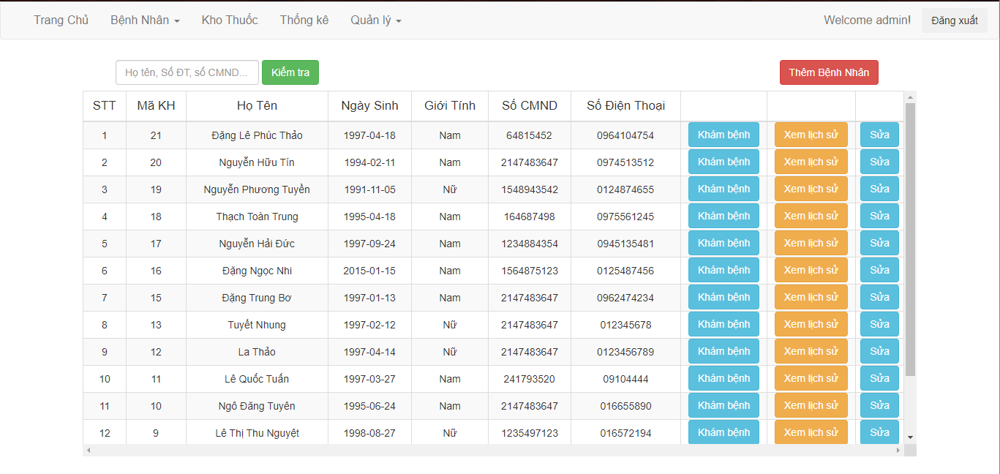 Trang Chủ Bệnh Nhân Kho Thuốc Thống kê Quản lý Welcome admin! Đăng xuất
Họ tên, Số ĐT, số CMND... Kiểm tra Thêm Bệnh Nhân
STT Mã KH Họ Tên Ngày Sinh Giới Tính Số CMND Số Điện Thoại
1 21 Đặng Lê Phúc Thảo 1997-04-18 Nam 64815452 0964104754 Khám bệnh Xem lịch sử Sửa
2 20 Nguyễn Hữu Tín 1994-02-11 Nam 2147483647 0974513512 Khám bệnh Xem lịch sử Sửa
3 19 Nguyễn Phương Tuyền 1991-11-05 Nữ 1548943542 0124874655 Khám bệnh Xem lịch sử Sửa
4 18 Thạch Toàn Trung 1995-04-18 Nam 164687498 0975561245 Khám bệnh Xem lịch sử Sửa
5 17 Nguyễn Hải Đức 1997-09-24 Nam 1234884354 0945135481 Khám bệnh Xem lịch sử Sửa
6 16 Đặng Ngọc Nhi 2015-01-15 Nam 1564875123 0125487456 Khám bệnh Xem lịch sử Sửa
7 15 Đặng Trung Bơ 1997-01-13 Nam 2147483647 0962474234 Khám bệnh Xem lịch sử Sửa
8 13 Tuyết Nhung 1997-02-12 Nữ 2147483647 012345678 Khám bệnh Xem lịch sử Sửa
9 12 La Thảo 1997-04-14 Nữ 2147483647 0123456789 Khám bệnh Xem lịch sử Sửa
10 11 Lê Quốc Tuấn 1997-03-27 Nam 241793520 09104444 Khám bệnh Xem lịch sử Sửa
11 10 Ngô Đăng Tuyên 1995-06-24 Nam 2147483647 016655890 Khám bệnh Xem lịch sử Sửa
12 9 Lê Thị Thu Nguyệt 1998-08-27 Nữ 1235497123 016572194 Khám bệnh Xem lịch sử Sửa